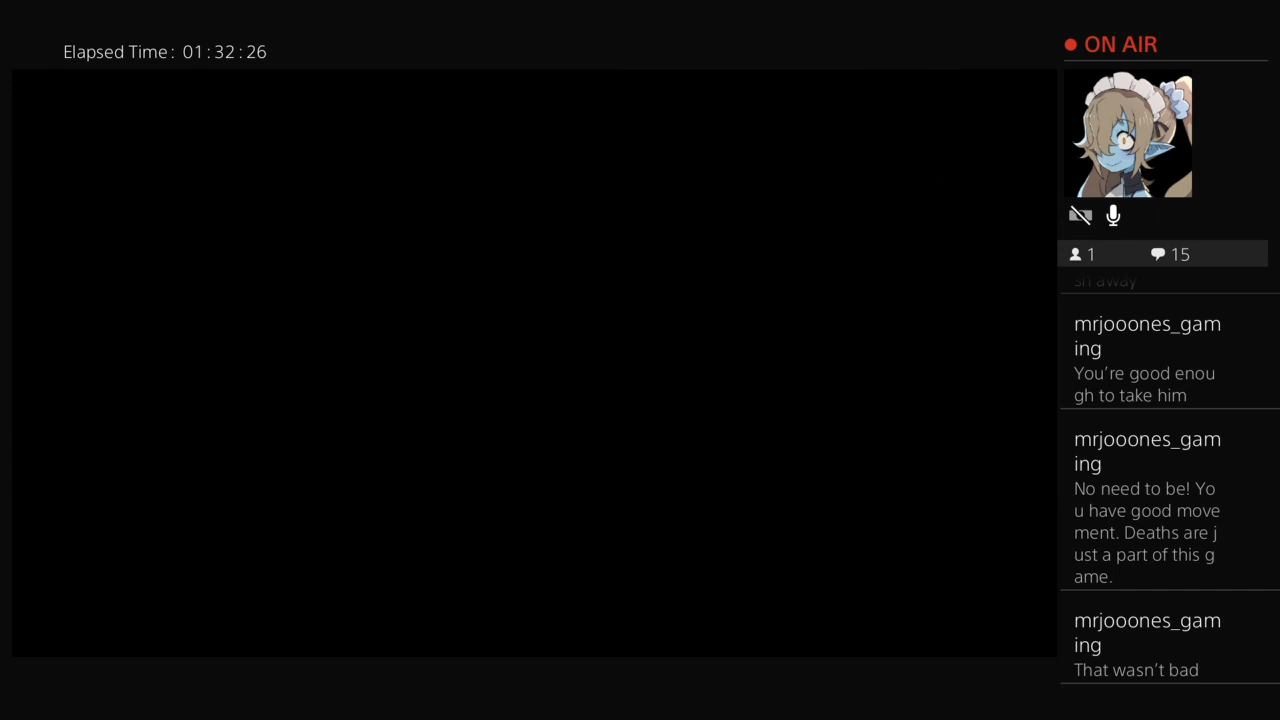 Elapsed Time: 01:32:26
ON AIR
1 15
sh away
mrjooones_gam
ing
You're good enou
gh to take him
mrjooones_gam
ing
No need to be! Yo
u have good move
ment. Deaths are j
ust a part of this g
ame.
mrjooones_gam
ing
That wasn't bad